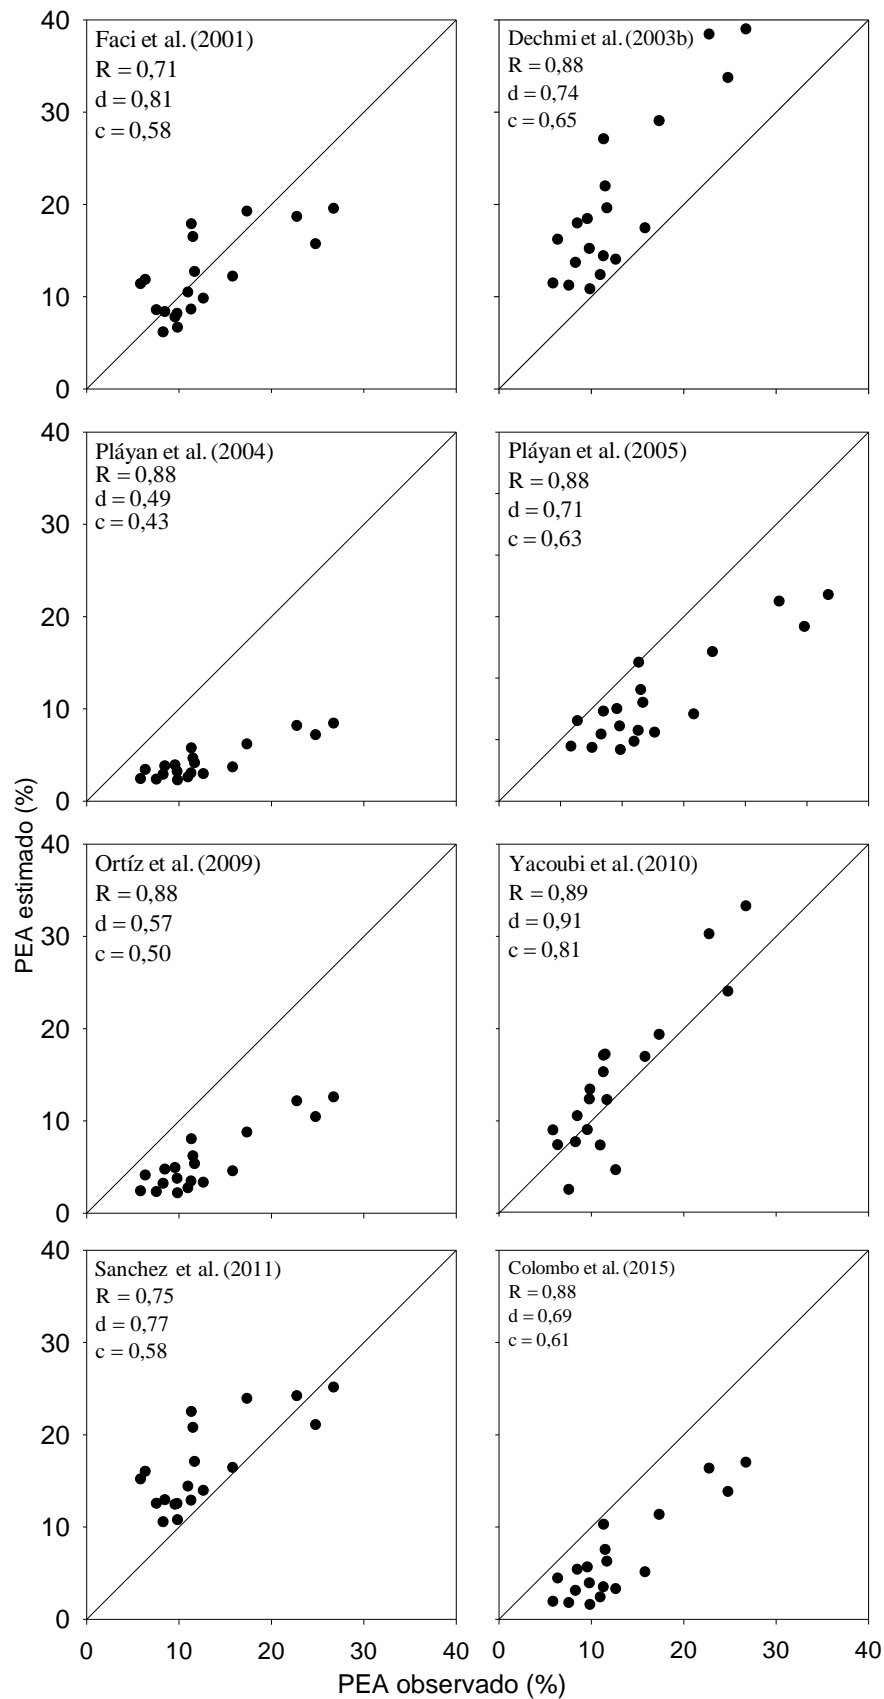 40
30
20
10
0
Faci et al. (2001)
R = 0,71
d = 0,81
c = 0,58
Dechmi et al. (2003b)
R = 0,88
d = 0,74
c = 0,65
40
30
20
10
0
Pláyan et al. (2004)
R = 0,88
d = 0,49
c = 0,43
Pláyan et al. (2005)
R = 0,88
d = 0,71
c = 0,63
PEA estimado (%)
40
30
20
10
0
Ortíz et al. (2009)
R = 0,88
d = 0,57
c = 0,50
Yacoubi et al. (2010)
R = 0,89
d = 0,91
c = 0,81
40
30
20
10
0
Sanchez et al. (2011)
R = 0,75
d = 0,77
c = 0,58
Colombo et al. (2015)
R = 0,88
d = 0,69
c = 0,61
0 10 20 30 40 0 10 20 30 40
PEA observado (%)